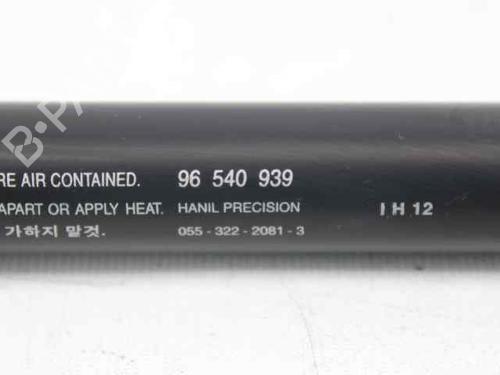 RE AIR CONTAINED. 96 540 939
APART OR APPLY HEAT. HANIL PRECISION I H 12
가하지 말것. 055 - 322 - 2081 - 3
B-PA